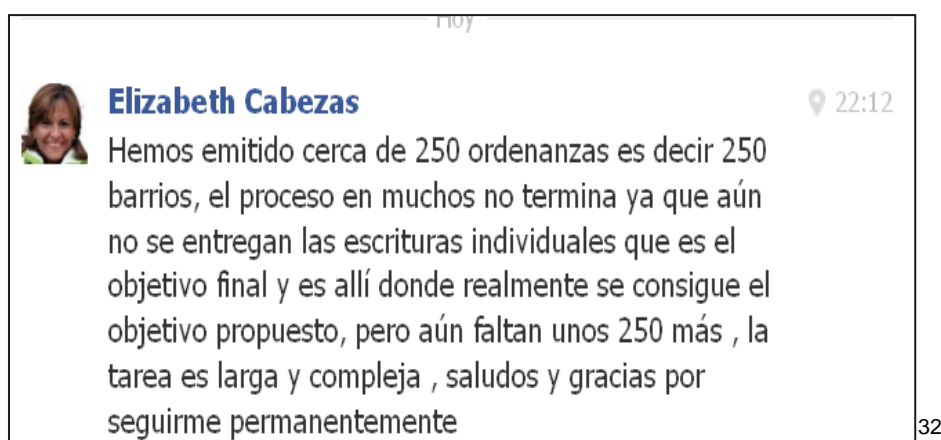 Hoy
Elizabeth Cabezas
22:12
Hemos emitido cerca de 250 ordenanzas es decir 250
barrios, el proceso en muchos no termina ya que aún
no se entregan las escrituras individuales que es el
objetivo final y es allí donde realmente se consigue el
objetivo propuesto, pero aún faltan unos 250 más , la
tarea es larga y compleja , saludos y gracias por
seguirme permanentemente
32